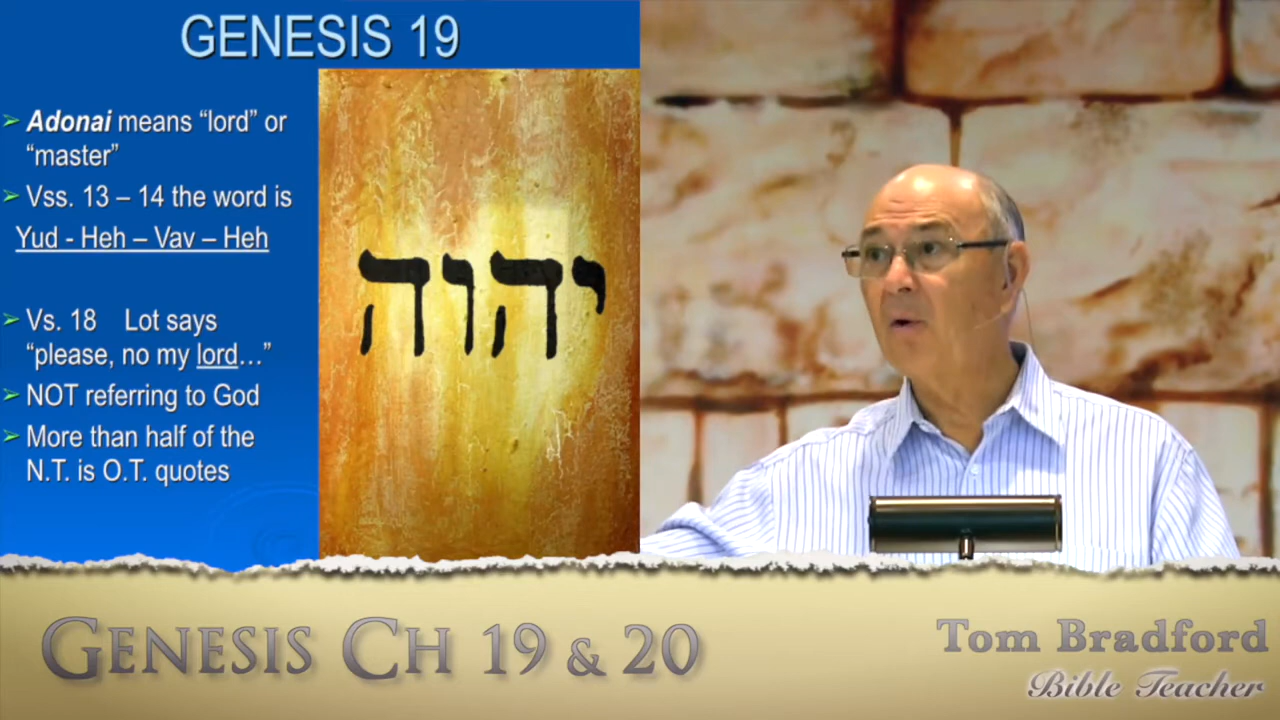 GENESIS 19
➢ Adonai means “lord” or
“master”
➢ Vss. 13 – 14 the word is
Yud - Heh – Vav – Heh
➢ Vs. 18 Lot says
“please, no my lord…”
➢ NOT referring to God
➢ More than half of the
N.T. is O.T. quotes
יהוה
GENESIS CH 19 & 20
Tom Bradford
Bible Teacher